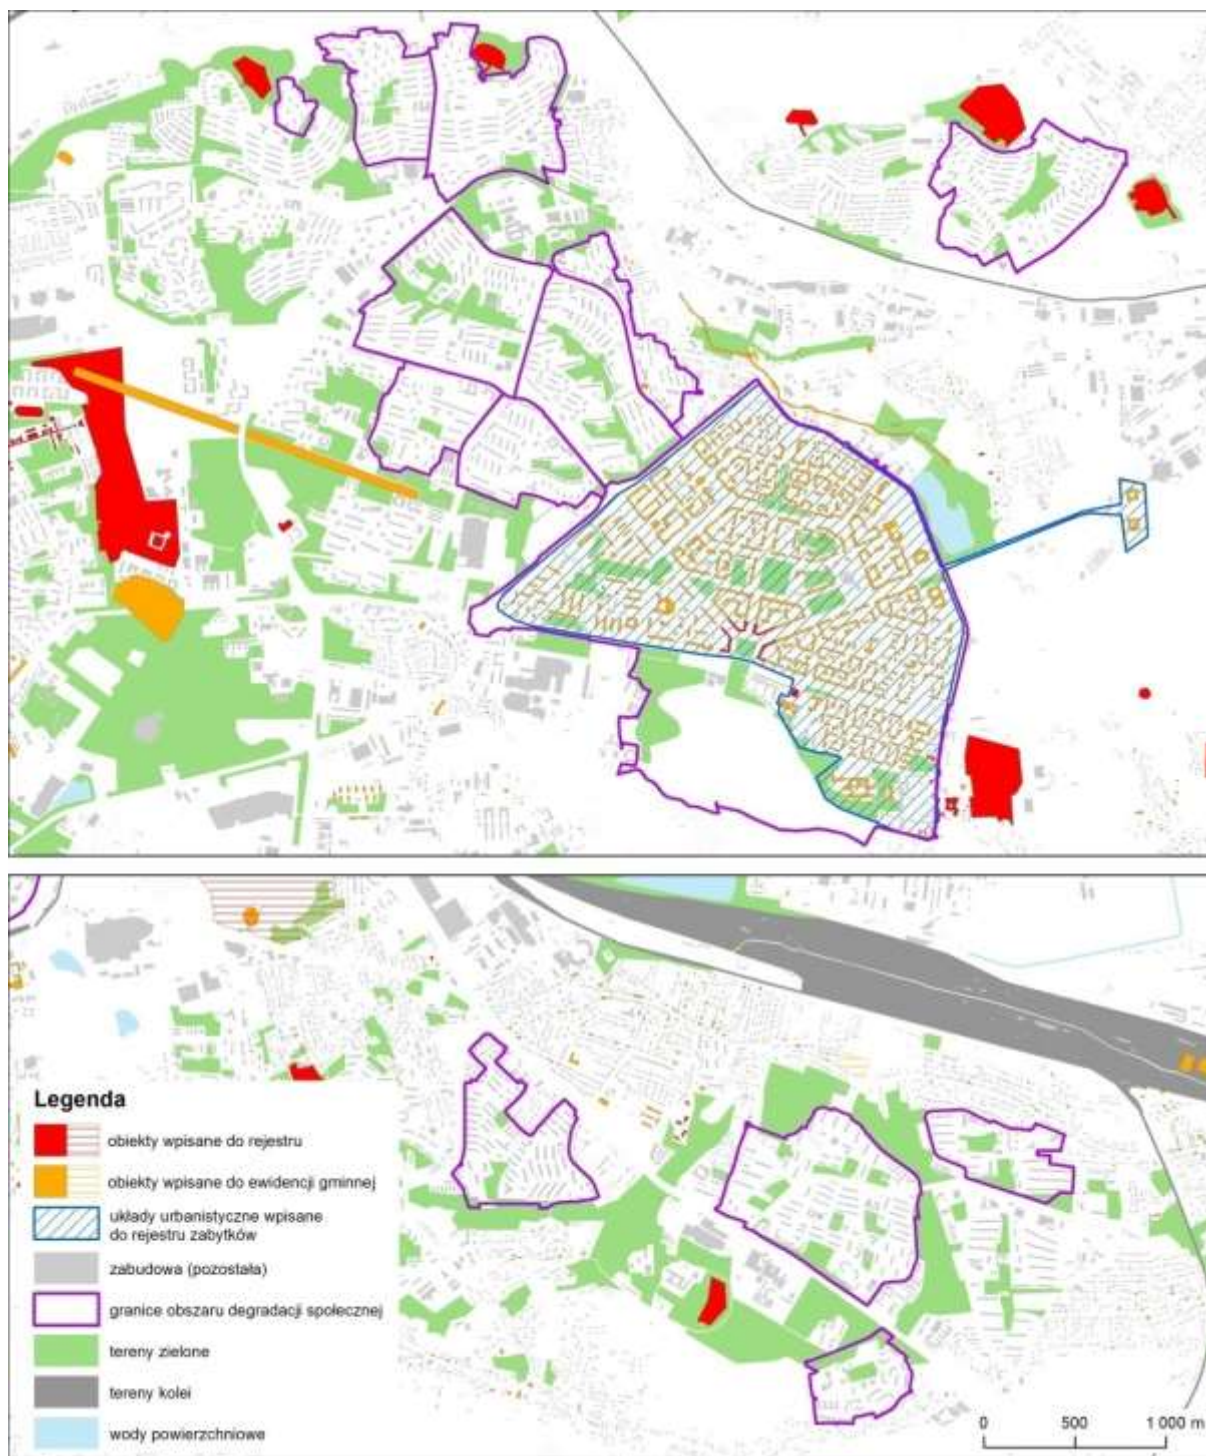 Legenda
obiekty wpisane do rejestru
obiekty wpisane do ewidencji gminnej
układy urbanistyczne wpisane
do rejestru zabytków
zabudowa (pozostała)
granice obszaru degradacji społecznej
tereny zielone
tereny kolei
wody powierzchniowe
0 500 1 000 m